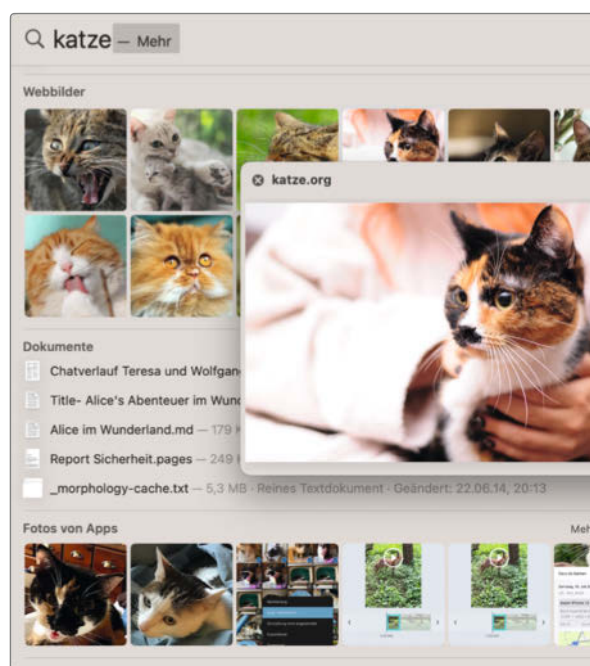 katze — Mehr
Webbilder
katze.org
Dokumente
Chatverlauf Teresa und Wolfgan
Title- Alice's Abenteuer im Wund
Alice im Wunderland.md — 179 K
Report Sicherheit.pages — 249 K
_morphology-cache.txt — 5,3 MB · Reines Textdokument · Geändert: 22.06.14, 20:13
Fotos von Apps
Meh